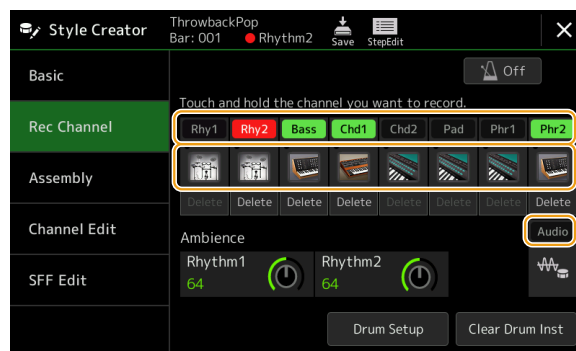 Style Creator
ThrowbackPop
Bar: 001 Rhythm2
Save StepEdit
Basic
Off
Touch and hold the channel you want to record.
Rec Channel
Rhy1 Rhy2 Bass Chd1 Chd2 Pad Phr1 Phr2
Assembly
Delete Delete Delete Delete Delete Delete Delete Delete
Channel Edit
Ambience
Audio
Rhythm1
64
Rhythm2
64
SFF Edit
Drum Setup
Clear Drum Inst